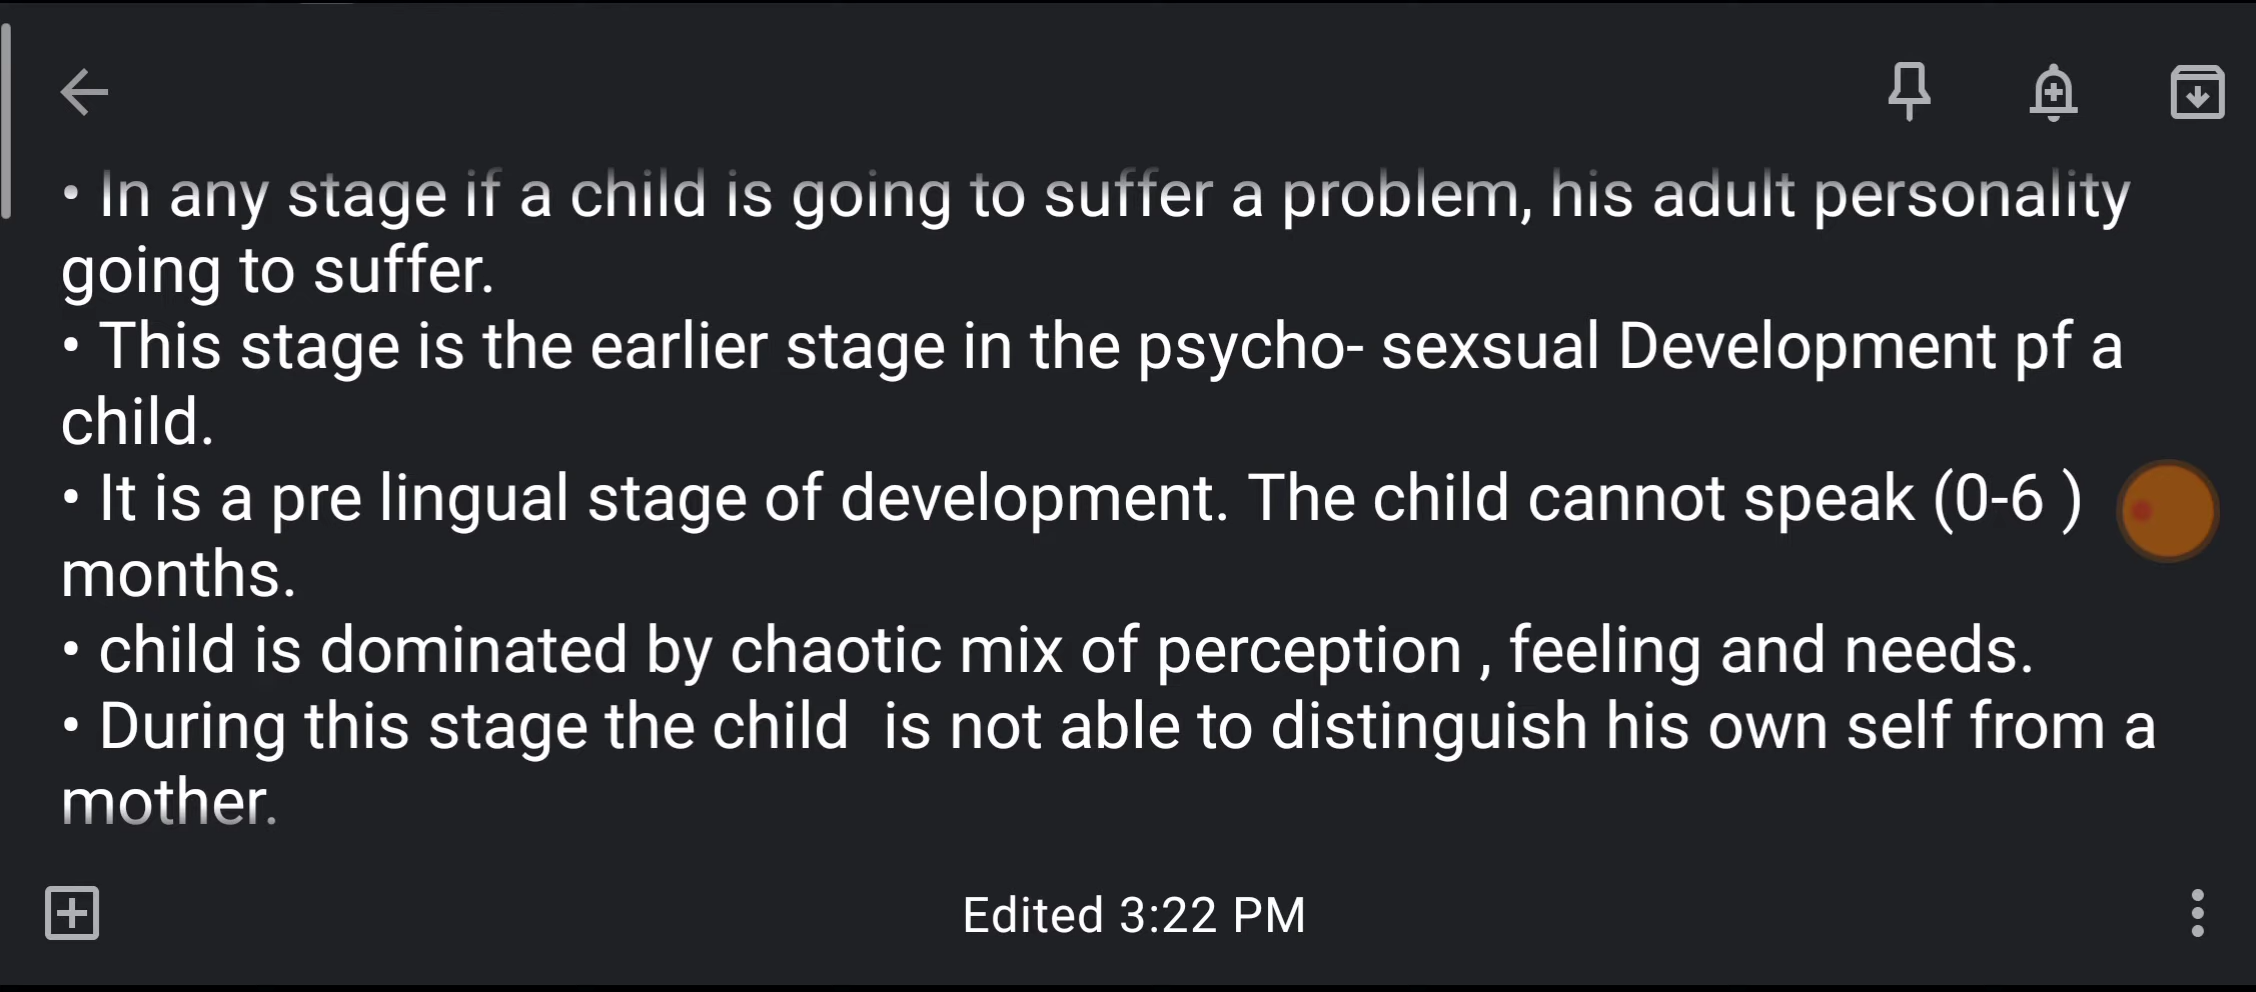 • In any stage if a child is going to suffer a problem, his adult personality
going to suffer.
• This stage is the earlier stage in the psycho- sexsual Development pf a
child.
• It is a pre lingual stage of development. The child cannot speak (0-6 )
months.
• child is dominated by chaotic mix of perception , feeling and needs.
• During this stage the child  is not able to distinguish his own self from a
mother.
Edited 3:22 PM